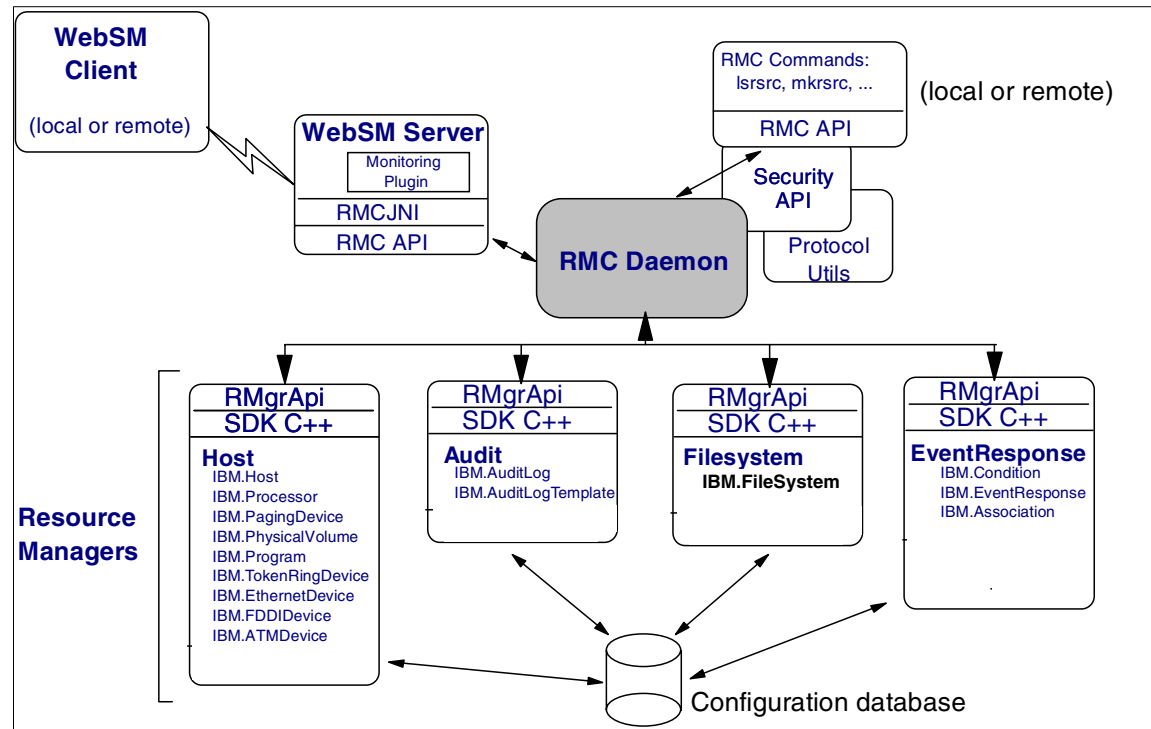 WebSM
Client
(local or remote)
WebSM Server
Monitoring
Plugin
RMCJNI
RMC API
RMC Commands:
lsrsrc, mkrsrc, ...
RMC API
(local or remote)
Security
API
Protocol
Utils
RMC Daemon
Resource
Managers
RMgrApi
SDK C++
Host
IBM.Host
IBM.Processor
IBM.PagingDevice
IBM.PhysicalVolume
IBM.Program
IBM.TokenRingDevice
IBM.EthernetDevice
IBM.FDDIDevice
IBM.ATMDevice
RMgrApi
SDK C++
Audit
IBM.AuditLog
IBM.AuditLogTemplate
RMgrApi
SDK C++
Filesystem
IBM.FileSystem
RMgrApi
SDK C++
EventResponse
IBM.Condition
IBM.EventResponse
IBM.Association
Configuration database